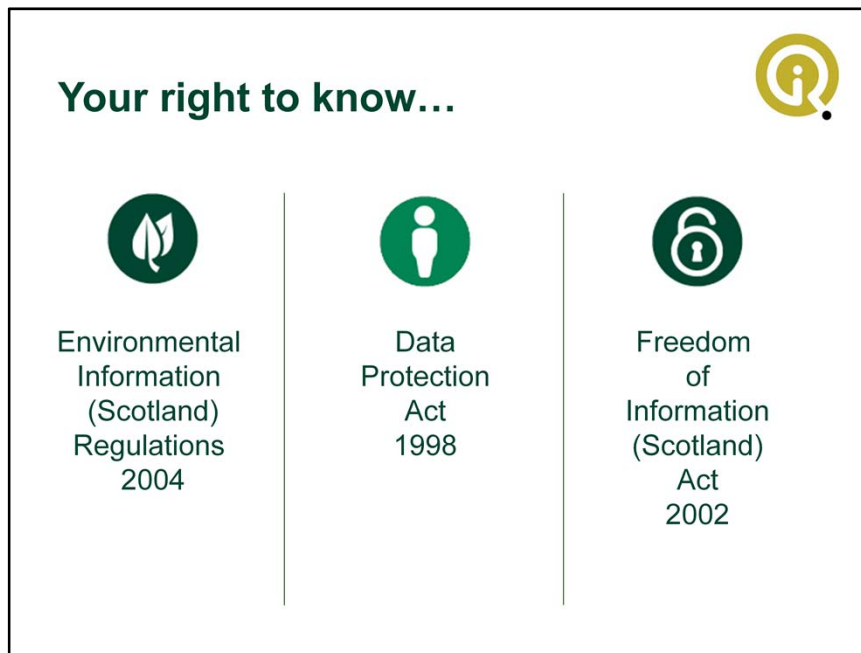 Your right to know…
Environmental
Information
(Scotland)
Regulations
2004
Data
Protection
Act
1998
Freedom
of
Information
(Scotland)
Act
2002